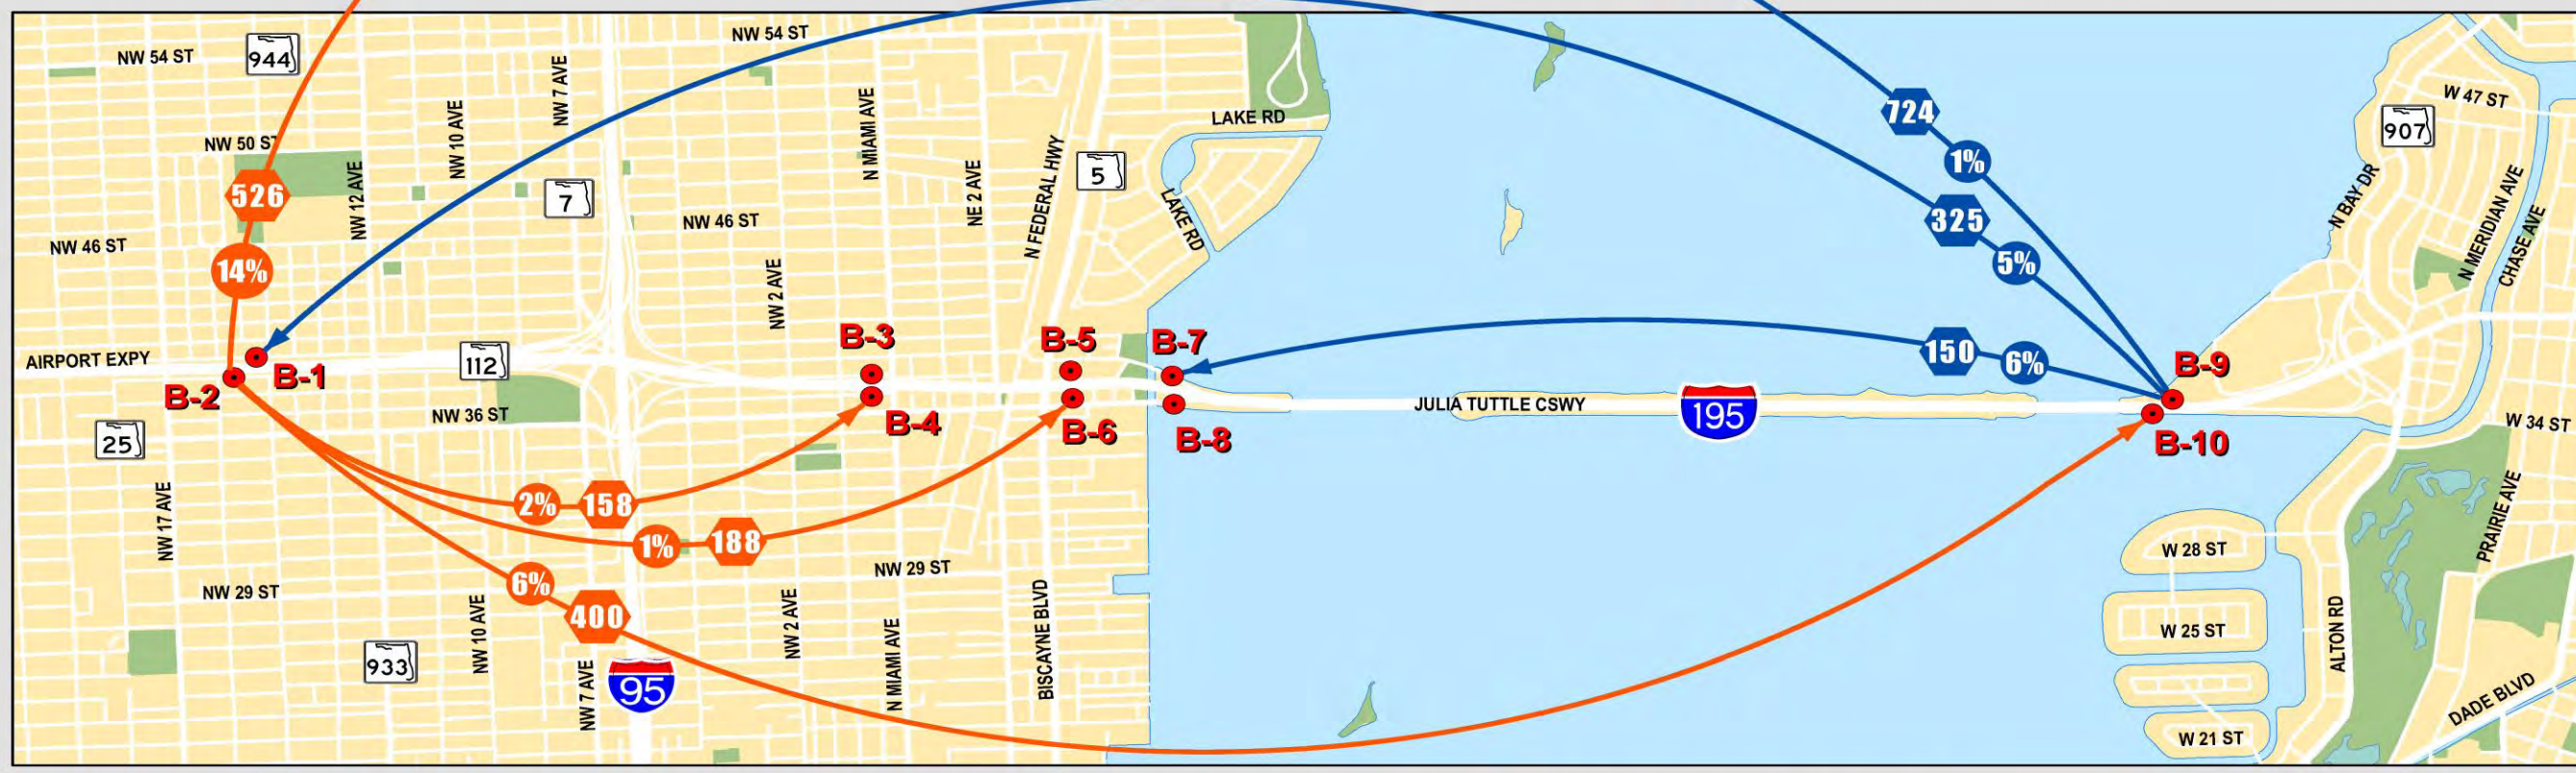 NW 54 ST
944
NW 7 AVE
NW 54 ST
NW 10 AVE
N MIAMI AVE
LAKE RD
724
W 47 ST
907
NW 50 ST
1%
NW 12 AVE
526
7
NE 2 AVE
N FEDERAL HWY
5
LAKE RD
325
N BAY DR
N MERIDIAN AVE
CHASE AVE
NW 46 ST
NW 46 ST
14%
NW 2 AVE
5%
B-3
B-5
B-7
150
6%
B-9
AIRPORT EXPY
B-1
112
B-2
NW 36 ST
B-4
B-6
B-8
JULIA TUTTLE CSWY
195
B-10
W 34 ST
25
NW 17 AVE
2%
158
PRAIRIE AVE
1%
188
W 28 ST
NW 29 ST
6%
NW 29 ST
400
NW 10 AVE
NW 2 AVE
N MIAMI AVE
BISCAYNE BLVD
W 25 ST
ALTON RD
933
NW 7 AVE
95
DADE BLVD
W 21 ST